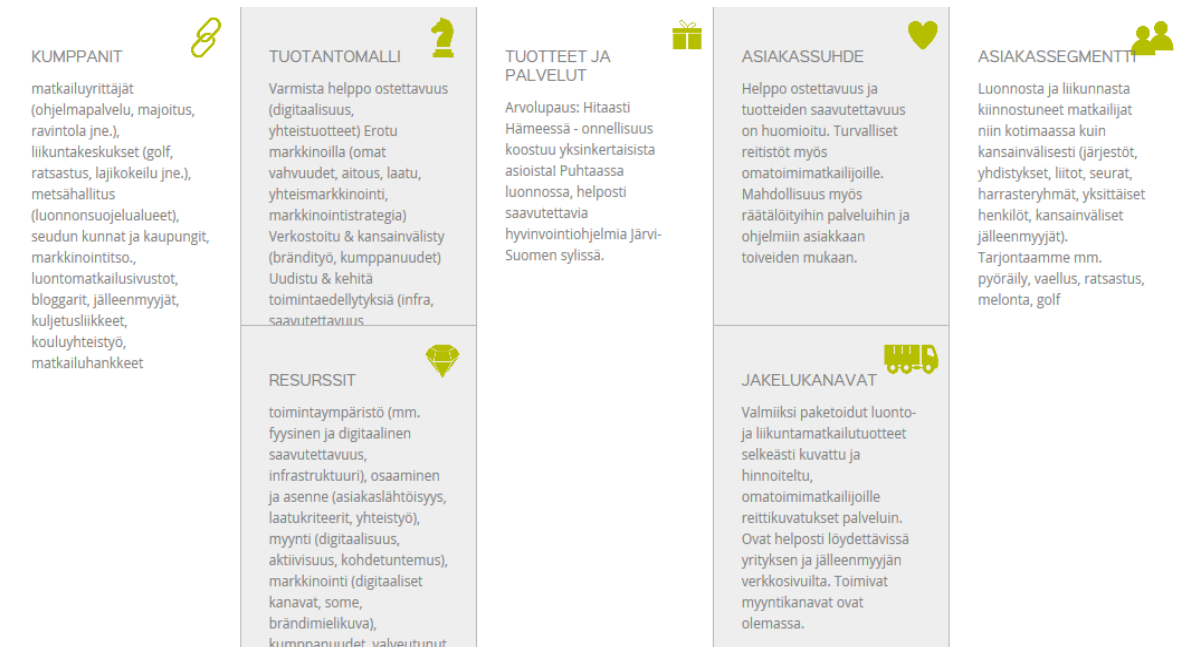 KUMPPANIT
matkailuyrittäjät
(ohjelmapalvelu, majoitus,
ravintola jne.),
liikuntakeskukset (golf,
ratsastus, lajikokeilu jne.),
metsähallitus
(luonnonsuojelualueet),
seudun kunnat ja kaupungit,
markkinointitso.,
luontomatkailusivustot,
bloggarit, jälleenmyyjät,
kuljetusliikkeet,
kouluyhteistyö,
matkailuhankkeet
TUOTANTOMALLI
Varmista helppo ostettavuus
(digitaalisuus,
yhteistuotteet) Erotu
markkinoilla (omat
vahvuudet, aitous, laatu,
yhteismarkkinointi,
markkinointistrategia)
Verkostoitu & kansainvälisty
(brändityö, kumppanuudet)
Uudistu & kehitä
toimintaedellytyksiä (infra,
saavutettavuus
RESURSSIT
toimintaympäristö (mm.
fyysinen ja digitaalinen
saavutettavuus,
infrastruktuuri), osaaminen
ja asenne (asiakaslähtöisyys,
laatukriteerit, yhteistyö),
myynti (digitaalisuus,
aktiivisuus, kohdetuntemus),
markkinointi (digitaaliset
kanavat, some,
brändimielikuva),
kumppanuudet, valveutunut
TUOTTEET JA
PALVELUT
Arvolupaus: Hitaasti
Hämeessä - onnellisuus
koostuu yksinkertaisista
asioista! Puhtaassa
luonnossa, helposti
saavutettavia
hyvinvointiohjelmia Järvi-
Suomen sylissä.
ASIAKASSUHDE
Helppo ostettavuus ja
tuotteiden saavutettavuus
on huomioitu. Turvalliset
reitistöt myös
omatoimimatkailijoille.
Mahdollisuus myös
räätälöityihin palveluihin ja
ohjelmiin asiakkaan
toiveiden mukaan.
JAKELUKANAVAT
Valmiiksi paketoidut luonto-
ja liikuntamatkailutuotteet
selkeästi kuvattu ja
hinnoiteltu,
omatoimimatkailijoille
reittikuvatukset palveluin.
Ovat helposti löydettävissä
yrityksen ja jälleenmyyjän
verkkosivuilta. Toimivat
myyntikanavat ovat
olemassa.
ASIAKASSEGMENTTI
Luonnosta ja liikunnasta
kiinnostuneet matkailijat
niin kotimaassa kuin
kansainvälisesti (järjestöt,
yhdistykset, liitot, seurat,
harrasteryhmät, yksittäiset
henkilöt, kansainväliset
jälleenmyyjät).
Tarjontaamme mm.
pyöräily, vaellus, ratsastus,
melonta, golf